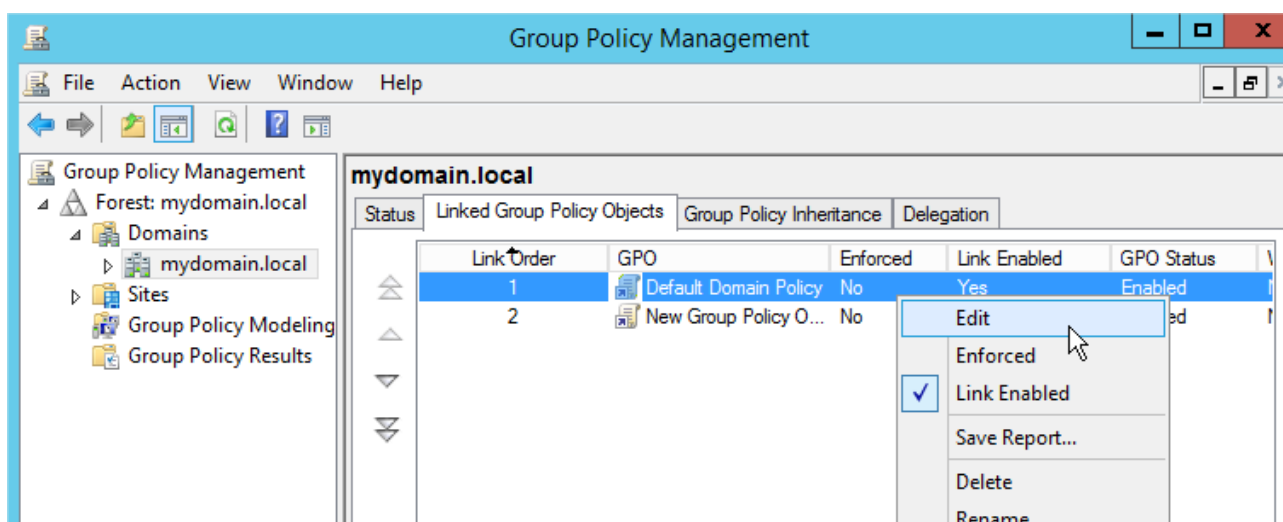 Group Policy Management
File Action View Window Help
Group Policy Management
Forest: mydomain.local
Domains
mydomain.local
Sites
Group Policy Modeling
Group Policy Results
mydomain.local
Status Linked Group Policy Objects Group Policy Inheritance Delegation
Link Order GPO Enforced Link Enabled GPO Status
1 Default Domain Policy No Yes Enabled
2 New Group Policy O... No
Edit
Enforced
Link Enabled
Save Report...
Delete
Rename